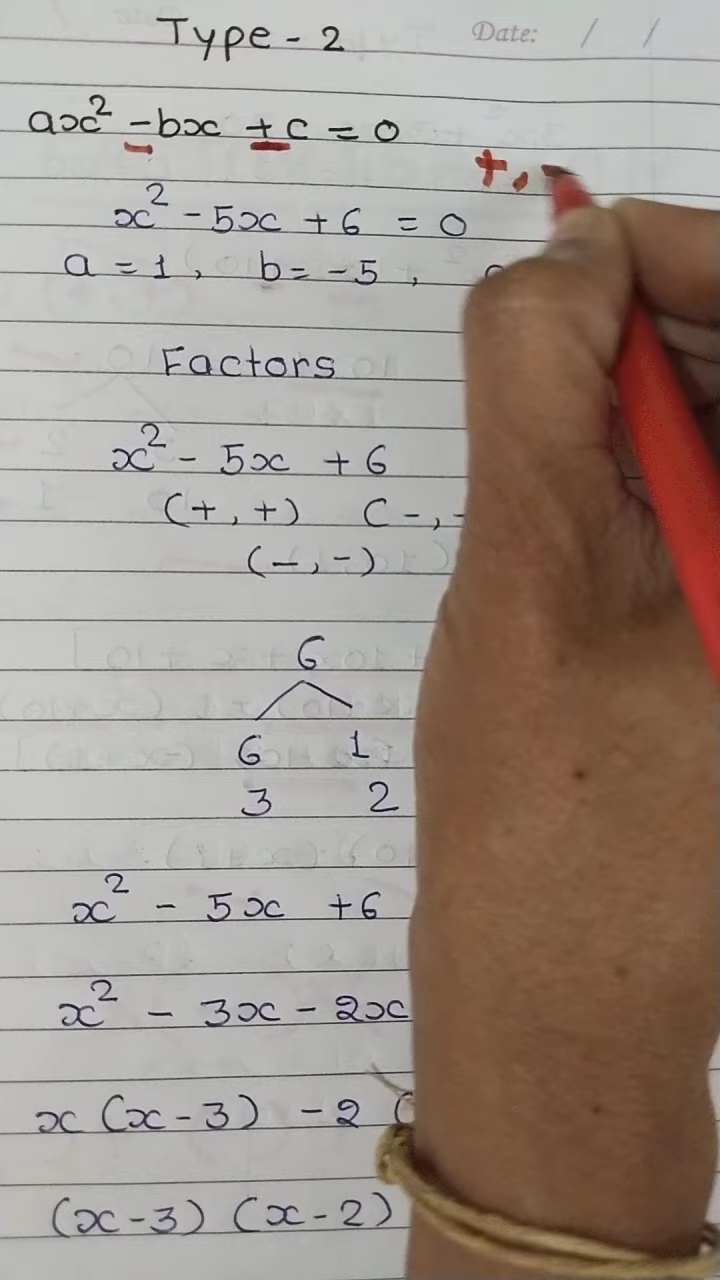 Type - 2
Date: / /
ax² - bx + c = 0
+,
x² - 5x + 6 = 0
a = 1, b = -5,
Factors
x² - 5x + 6
(+, +) (-, -
(-, -)
6
6 1
3 2
x² - 5x + 6
x² - 3x - 2x
x (x - 3) - 2 (
(x - 3) (x - 2)